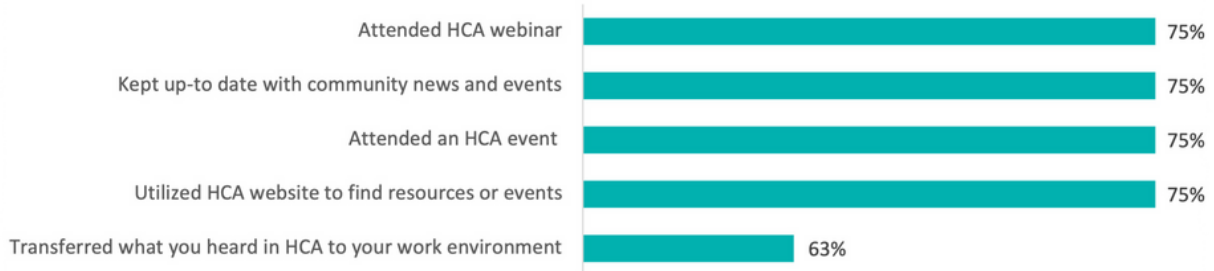 Attended HCA webinar 75%
Kept up-to date with community news and events 75%
Attended an HCA event 75%
Utilized HCA website to find resources or events 75%
Transferred what you heard in HCA to your work environment 63%